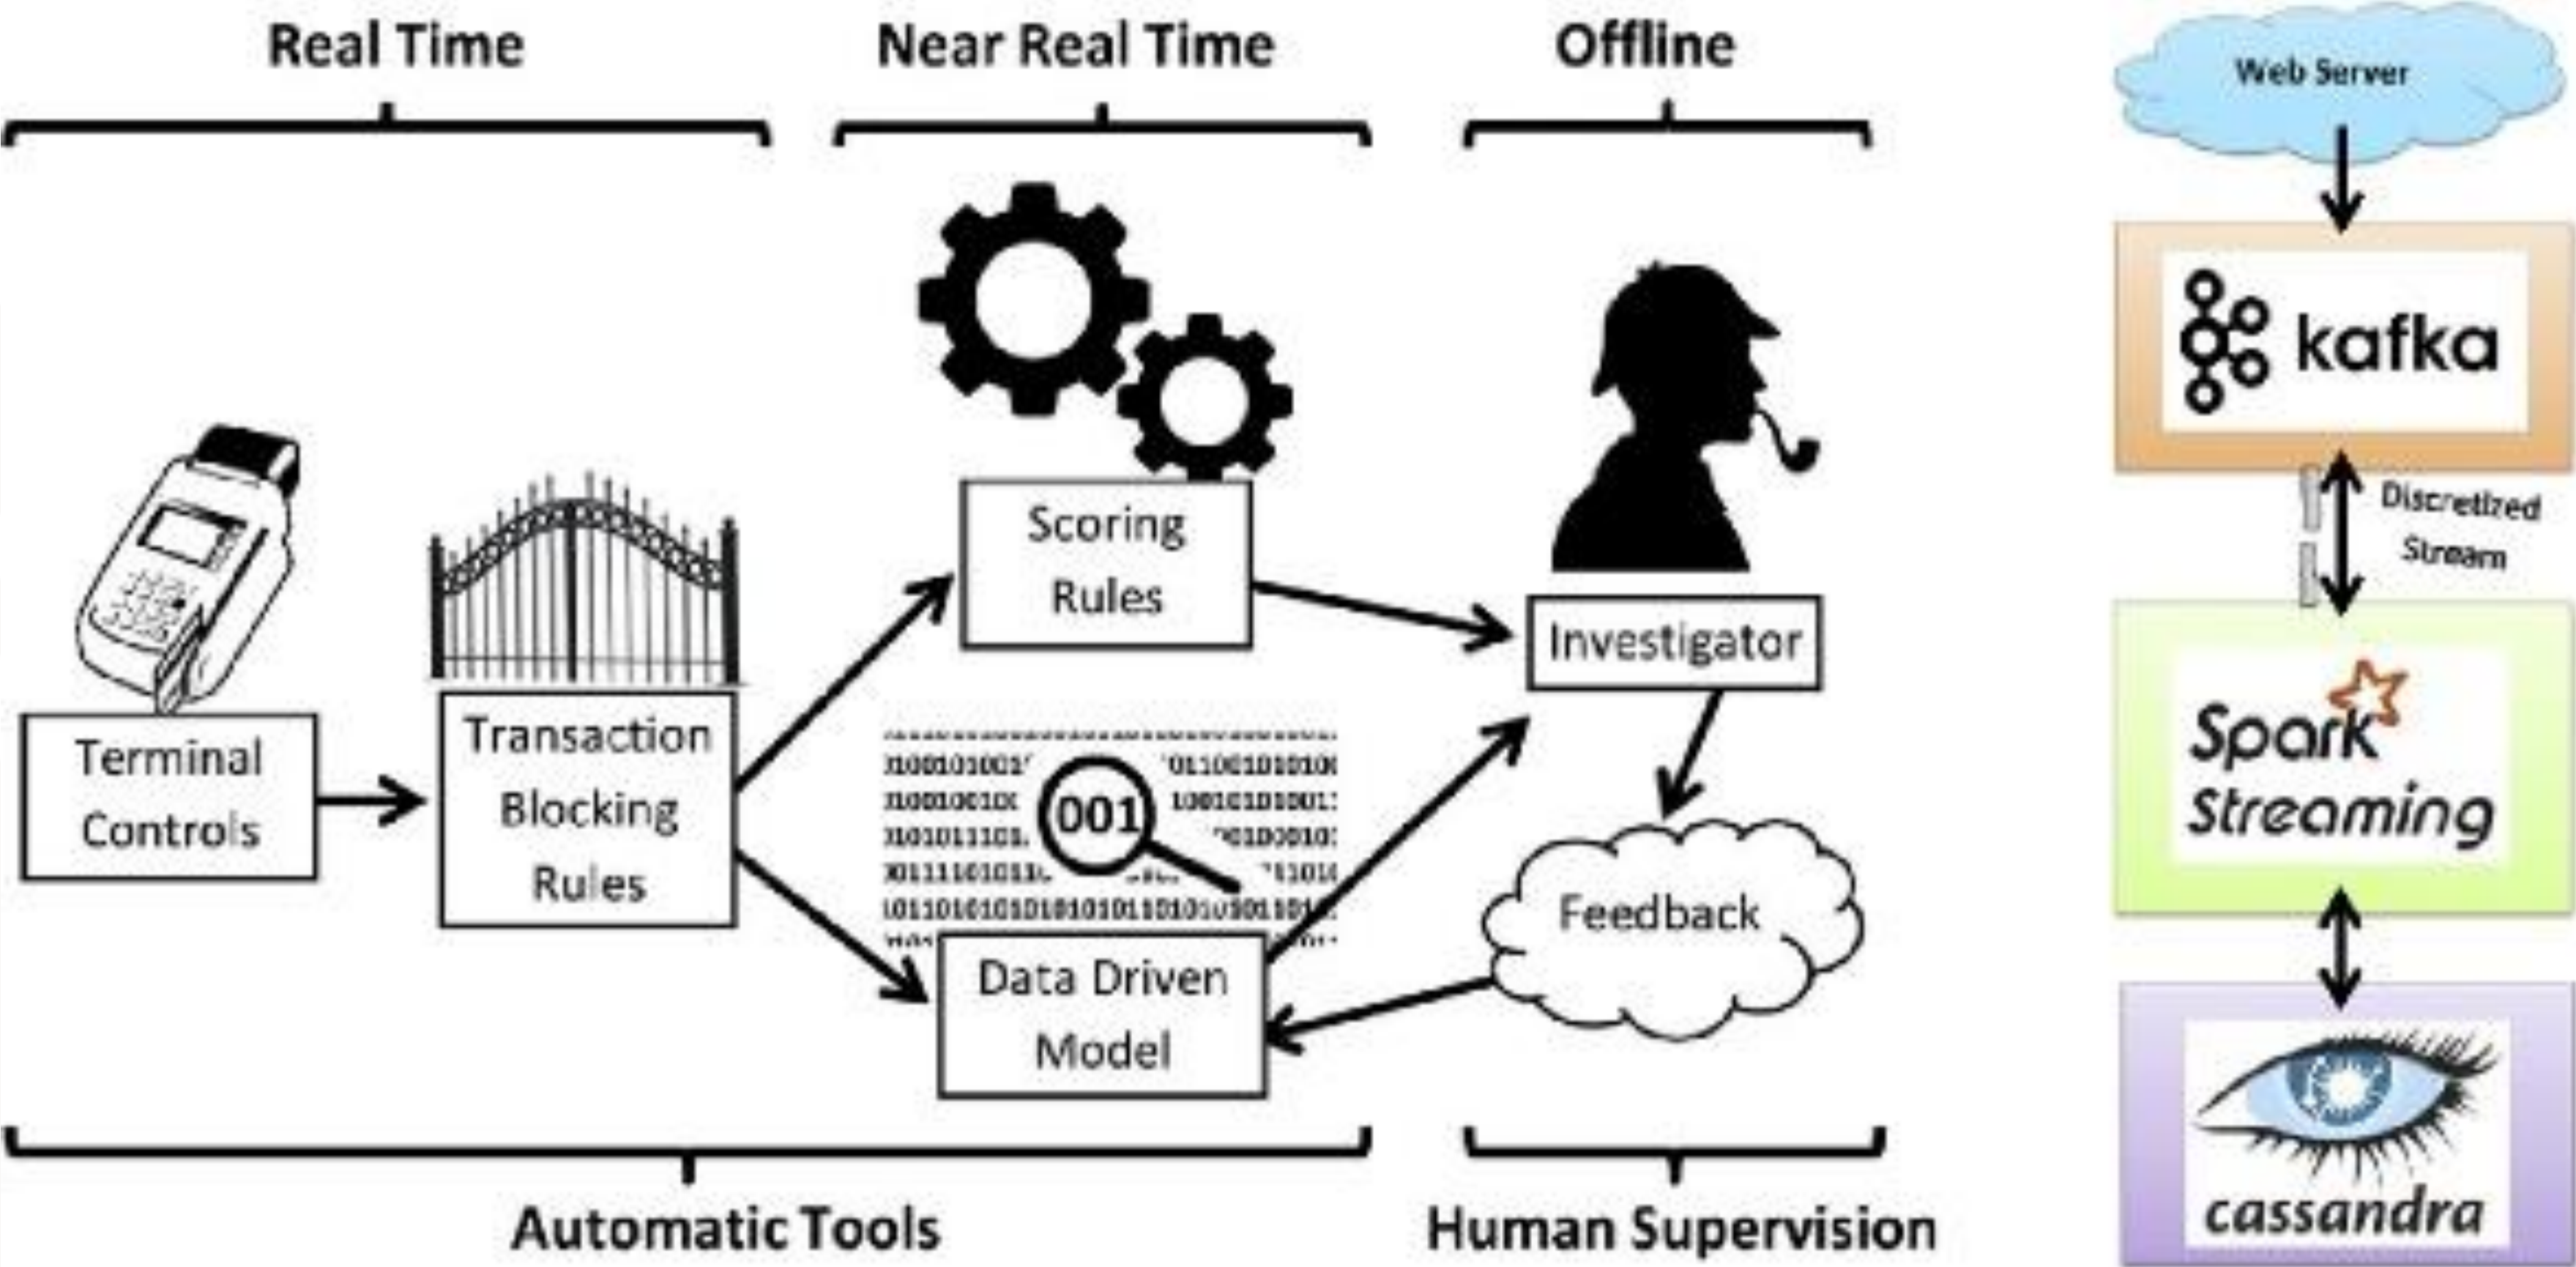 Real Time
Near Real Time
Offline
Terminal
Controls
Transaction
Blocking
Rules
Scoring
Rules
001
Data Driven
Model
Investigator
Feedback
Automatic Tools
Human Supervision
Web Server
kafka
Discretized
Stream
Spark
Streaming
cassandra